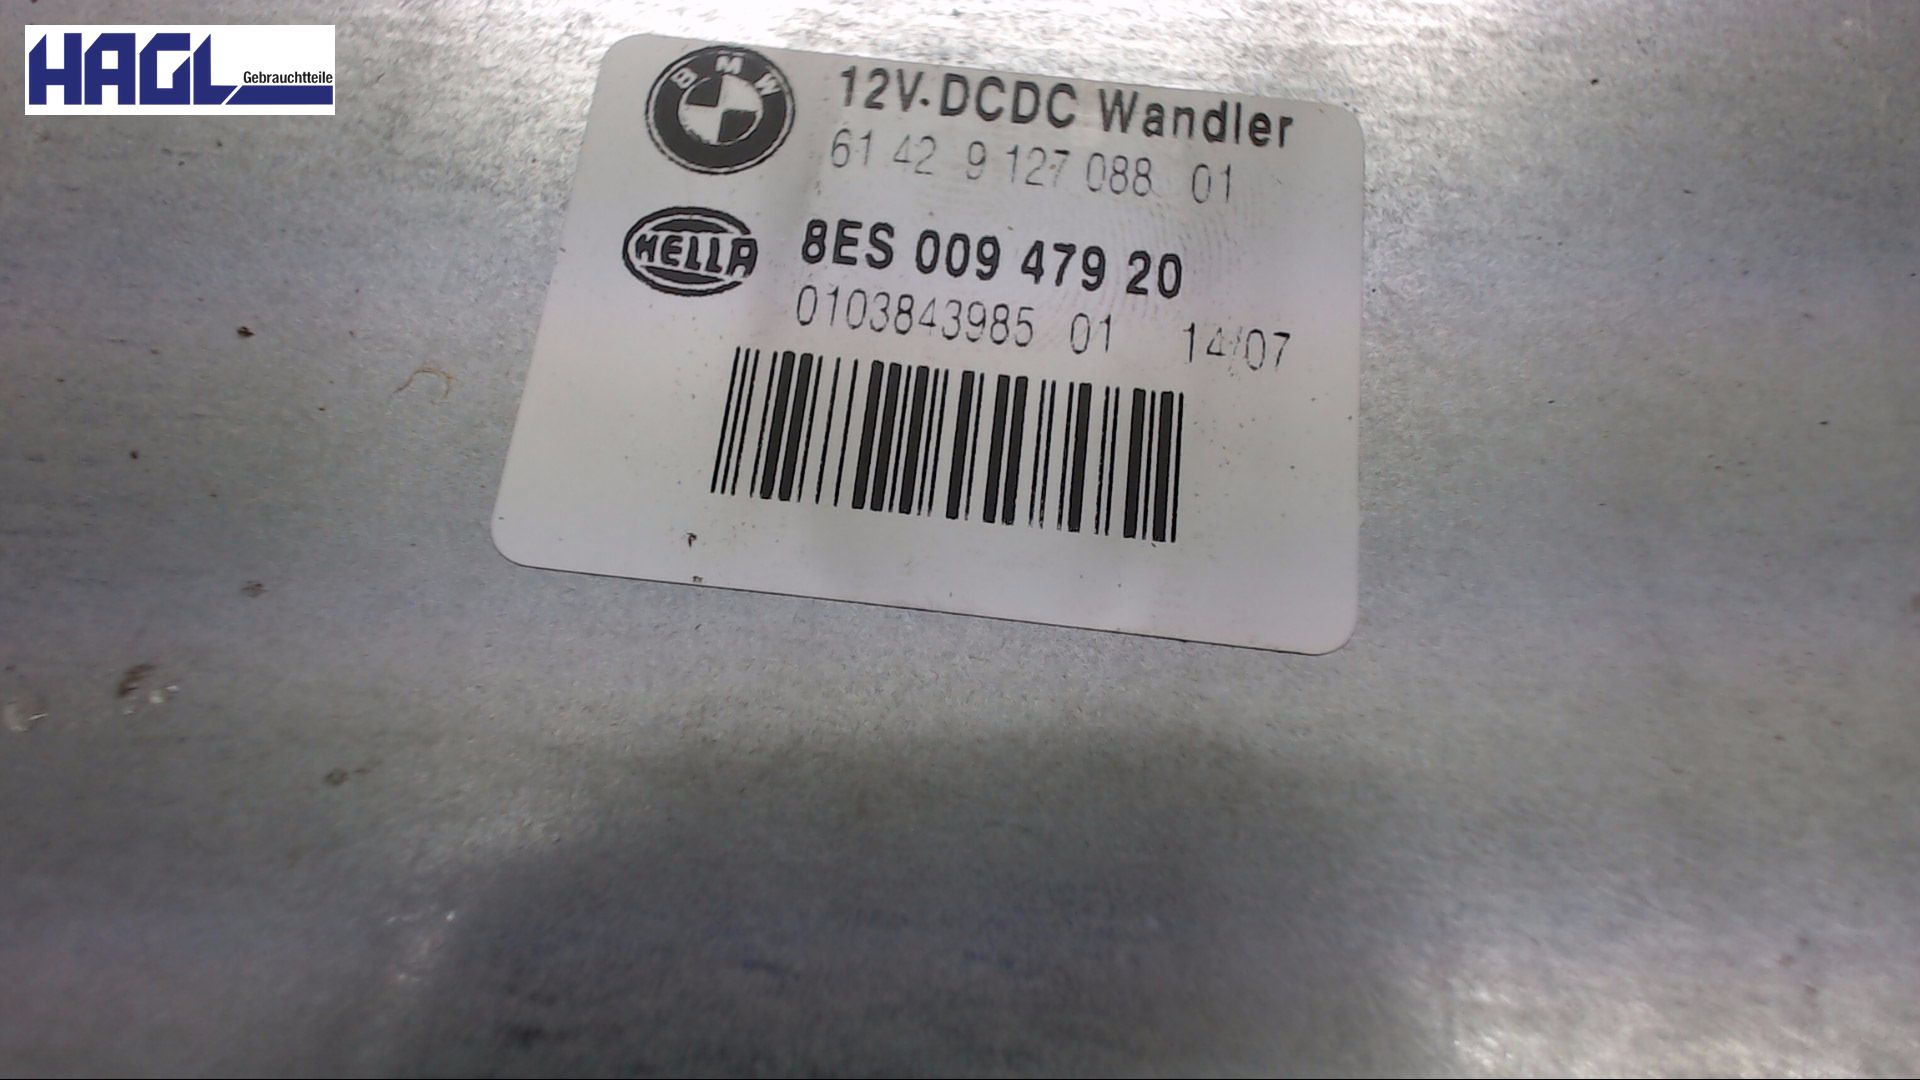 HAGL
Gebrauchtteile
BMW
12V-DCDC Wandler
61 42 9 127 088 01
HELLA
8ES 009 479 20
0103843985 01 14/07